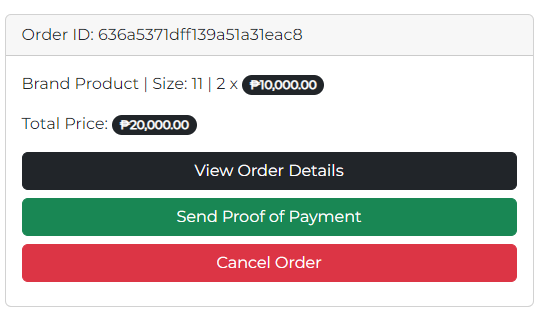 Order ID: 636a5371dff139a51a31eac8
Brand Product | Size: 11 | 2 x ₱10,000.00
Total Price: ₱20,000.00
View Order Details
Send Proof of Payment
Cancel Order